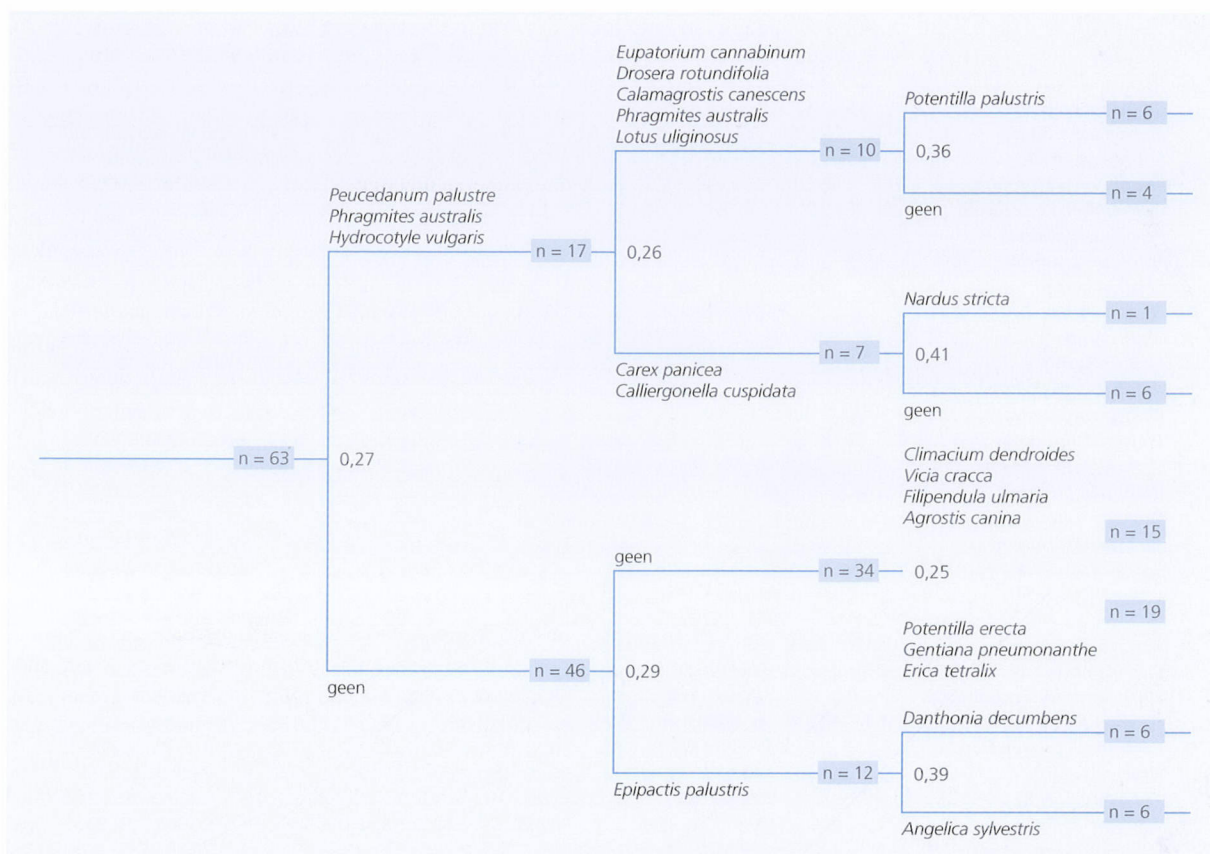 Eupatorium cannabinum
Drosera rotundifolia
Calamagrostis canescens
Phragmites australis
Lotus uliginosus
n = 10
Potentilla palustris
n = 6
0,36
n = 4
geen
Peucedanum palustre
Phragmites australis
Hydrocotyle vulgaris
n = 17
0,26
Nardus stricta
n = 1
n = 7
0,41
Carex panicea
Calliergonella cuspidata
n = 6
geen
n = 63
0,27
Climacium dendroides
Vicia cracca
Filipendula ulmaria
Agrostis canina
n = 15
geen
n = 34
0,25
n = 19
Potentilla erecta
Gentiana pneumonanthe
Erica tetralix
geen
n = 46
0,29
Danthonia decumbens
n = 6
n = 12
0,39
Epipactis palustris
n = 6
Angelica sylvestris